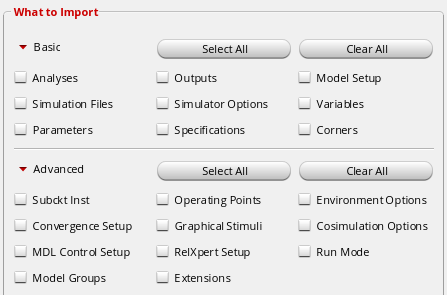 What to Import
Basic Select All Clear All
Analyses Outputs Model Setup
Simulation Files Simulator Options Variables
Parameters Specifications Corners
Advanced Select All Clear All
Subckt Inst Operating Points Environment Options
Convergence Setup Graphical Stimuli Cosimulation Options
MDL Control Setup RelXpert Setup Run Mode
Model Groups Extensions